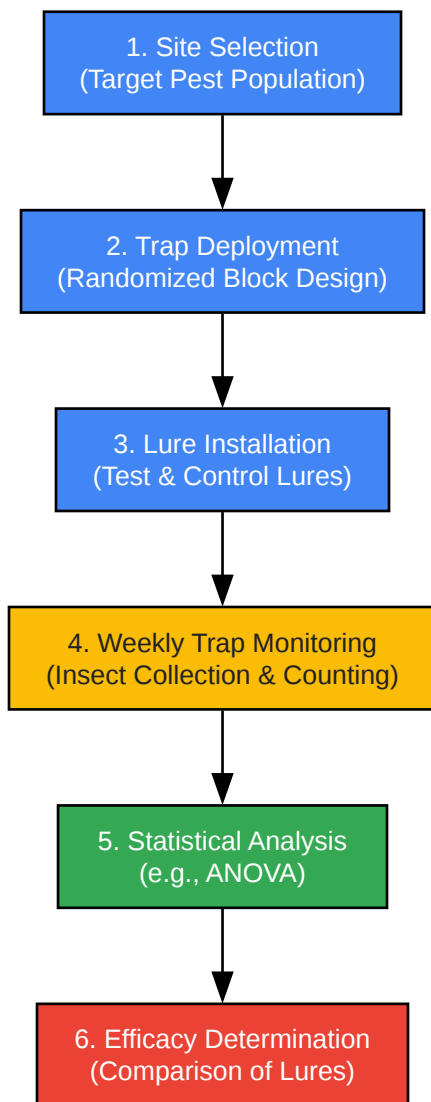 1. Site Selection
(Target Pest Population)
2. Trap Deployment
(Randomized Block Design)
3. Lure Installation
(Test & Control Lures)
4. Weekly Trap Monitoring
(Insect Collection & Counting)
5. Statistical Analysis
(e.g., ANOVA)
6. Efficacy Determination
(Comparison of Lures)